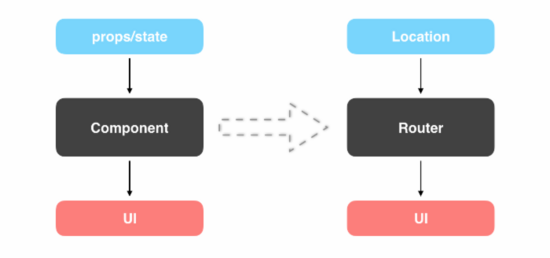 props/state
Location
Component
Router
UI
UI